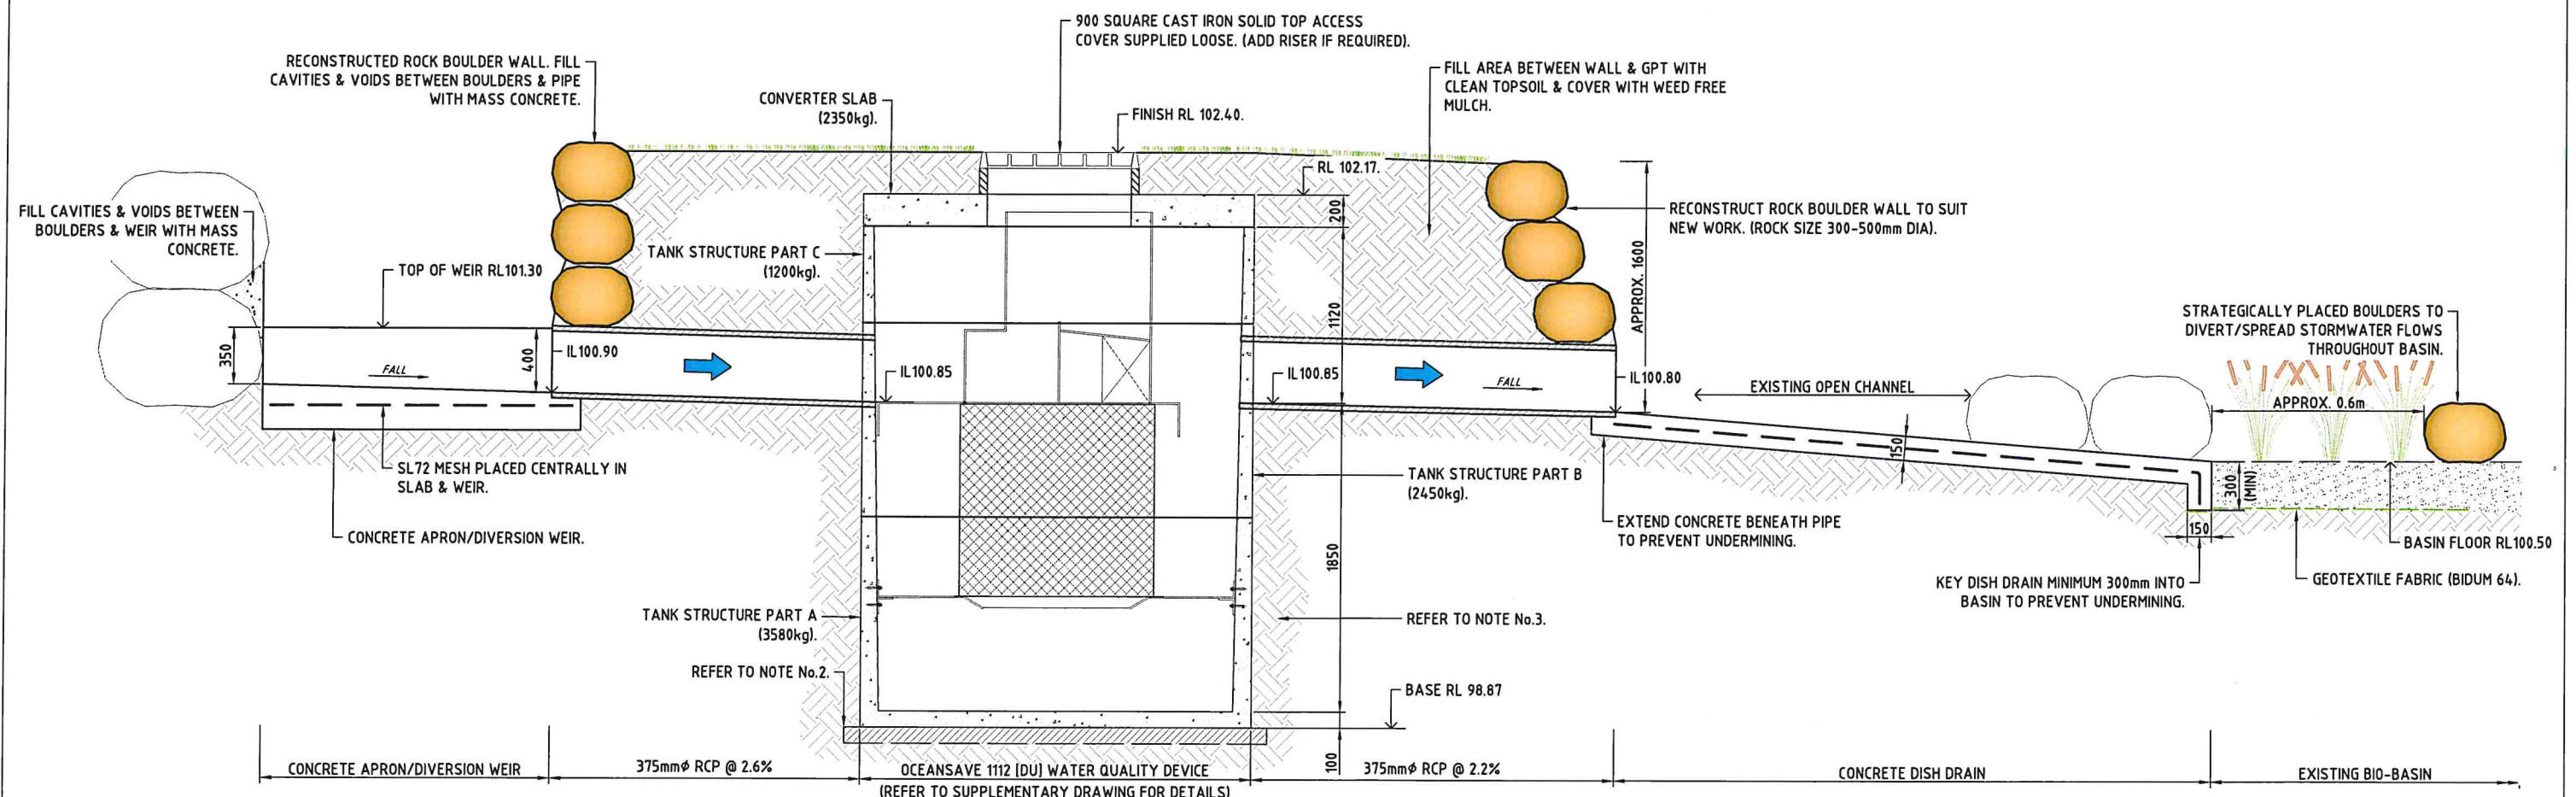 900 SQUARE CAST IRON SOLID TOP ACCESS
COVER SUPPLIED LOOSE. (ADD RISER IF REQUIRED).
RECONSTRUCTED ROCK BOULDER WALL. FILL
CAVITIES & VOIDS BETWEEN BOULDERS & PIPE
WITH MASS CONCRETE.
CONVERTER SLAB
(2350kg).
FINISH RL 102.40.
FILL AREA BETWEEN WALL & GPT WITH
CLEAN TOPSOIL & COVER WITH WEED FREE
MULCH.
RL 102.17.
FILL CAVITIES & VOIDS BETWEEN
BOULDERS & WEIR WITH MASS
CONCRETE.
TOP OF WEIR RL101.30
TANK STRUCTURE PART C
(1200kg).
200
1120
APPROX. 1600
RECONSTRUCT ROCK BOULDER WALL TO SUIT
NEW WORK. (ROCK SIZE 300-500mm DIA).
STRATEGICALLY PLACED BOULDERS TO
DIVERT/SPREAD STORMWATER FLOWS
THROUGHOUT BASIN.
350
FALL
400
IL100.90
IL100.85
IL100.85
FALL
IL100.80
EXISTING OPEN CHANNEL
APPROX. 0.6m
SL72 MESH PLACED CENTRALLY IN
SLAB & WEIR.
CONCRETE APRON/DIVERSION WEIR.
TANK STRUCTURE PART B
(2450kg).
EXTEND CONCRETE BENEATH PIPE
TO PREVENT UNDERMINING.
150
300
(MIN)
150
BASIN FLOOR RL100.50
GEOTEXTILE FABRIC (BIDUM 64).
KEY DISH DRAIN MINIMUM 300mm INTO
BASIN TO PREVENT UNDERMINING.
1850
TANK STRUCTURE PART A
(3580kg).
REFER TO NOTE No.3.
REFER TO NOTE No.2.
BASE RL 98.87
100
CONCRETE APRON/DIVERSION WEIR
375mmϕ RCP @ 2.6%
OCEANSAVE 1112 [DU] WATER QUALITY DEVICE
(REFER TO SUPPLEMENTARY DRAWING FOR DETAILS)
375mmϕ RCP @ 2.2%
CONCRETE DISH DRAIN
EXISTING BIO-BASIN